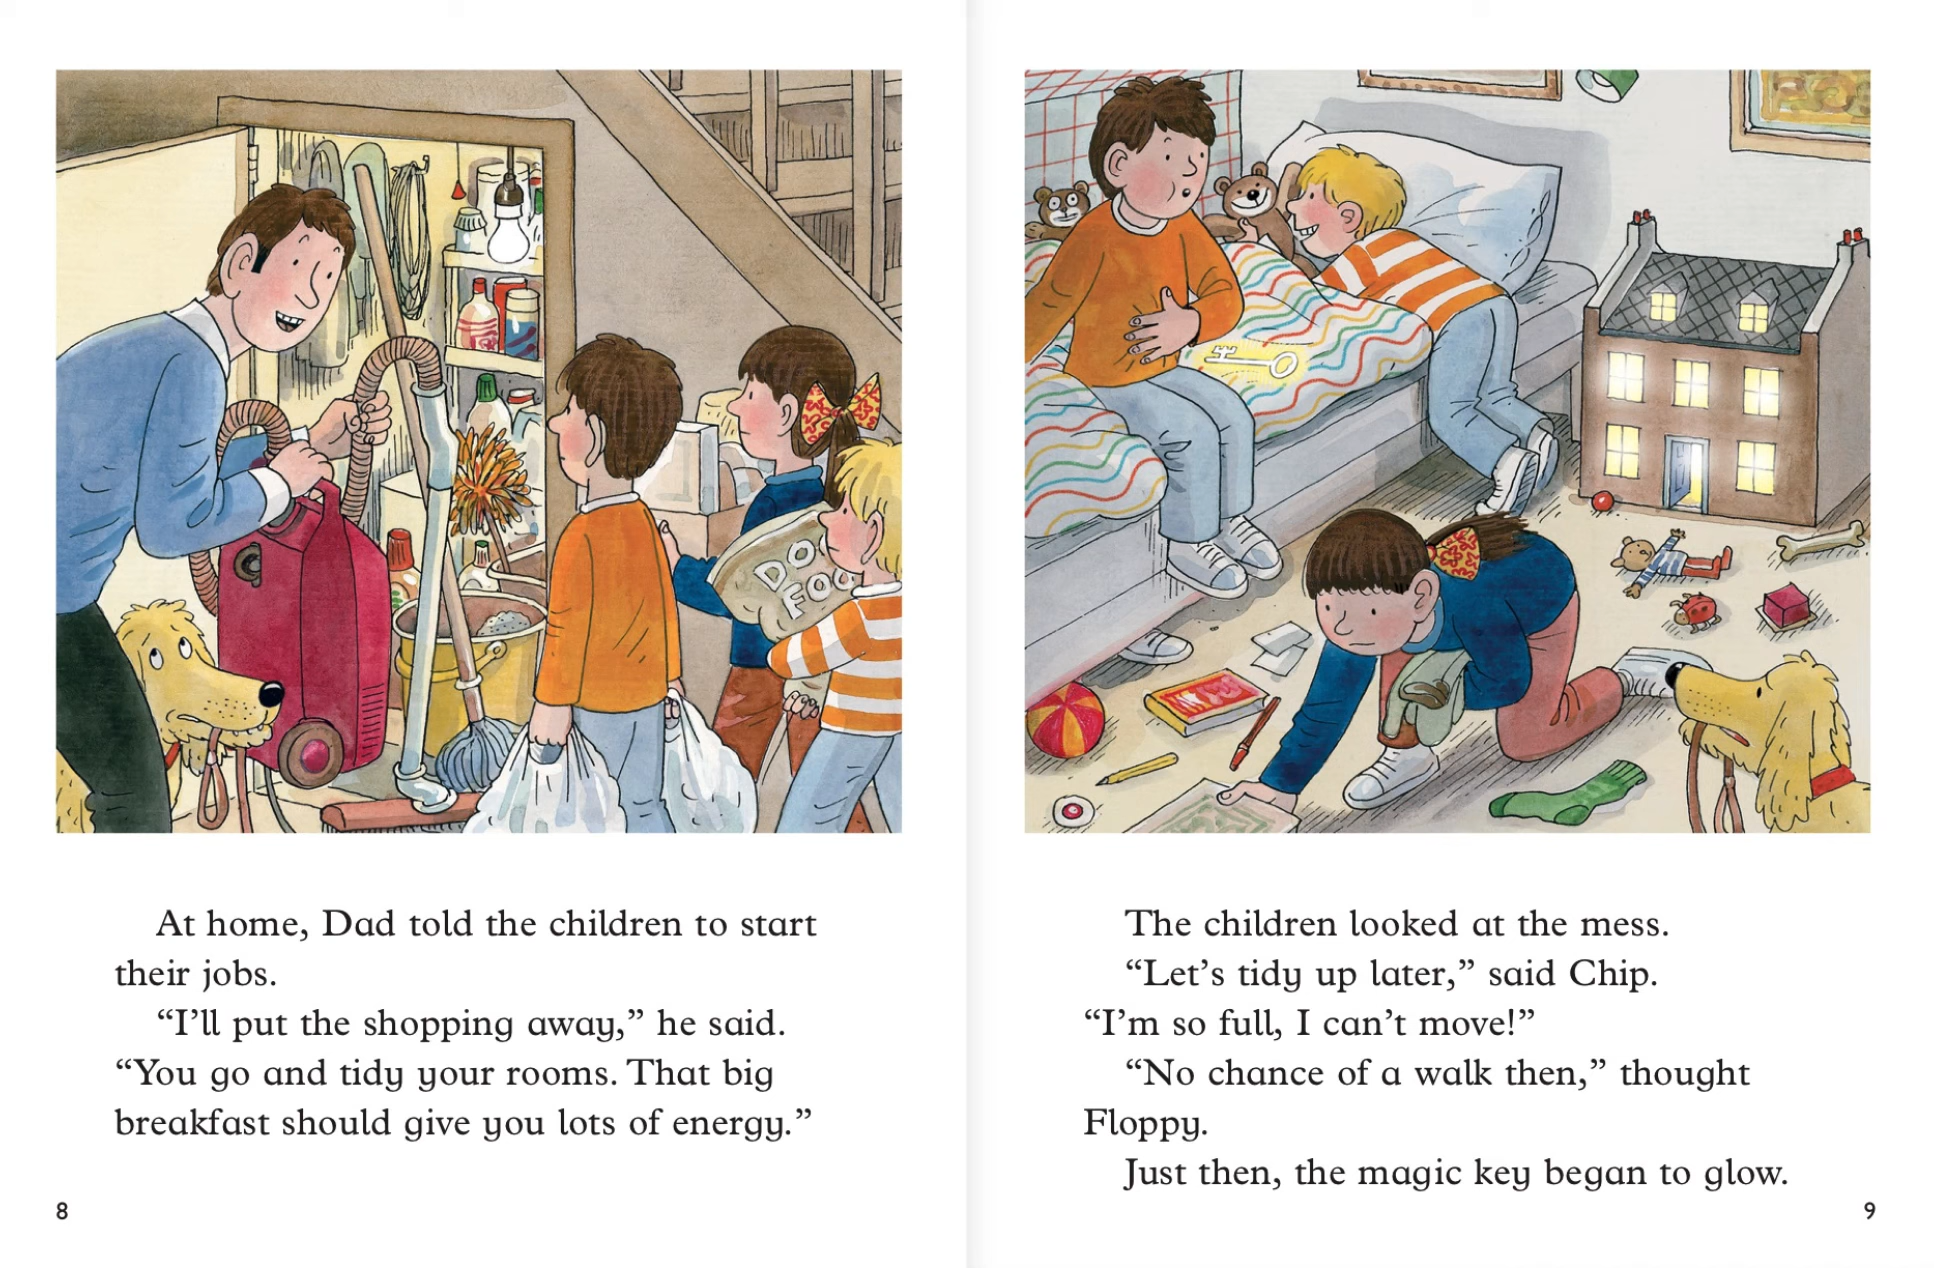 DO
FOO
At home, Dad told the children to start
their jobs.
“I’ll put the shopping away,” he said.
“You go and tidy your rooms. That big
breakfast should give you lots of energy.”
8
The children looked at the mess.
“Let’s tidy up later,” said Chip.
“I’m so full, I can’t move!”
“No chance of a walk then,” thought
Floppy.
Just then, the magic key began to glow.
9